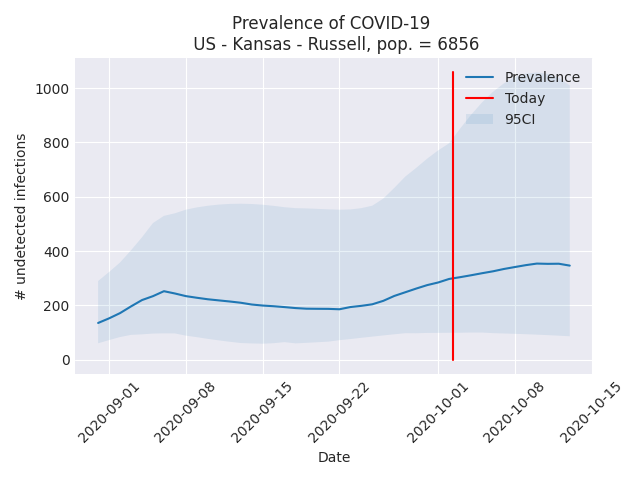 Prevalence of COVID-19
US - Kansas - Russell, pop. = 6856
Prevalence
Today
95CI
1000
800
600
400
200
0
# undetected infections
2020-09-01
2020-09-08
2020-09-15
2020-09-22
2020-10-01
2020-10-08
2020-10-15
Date